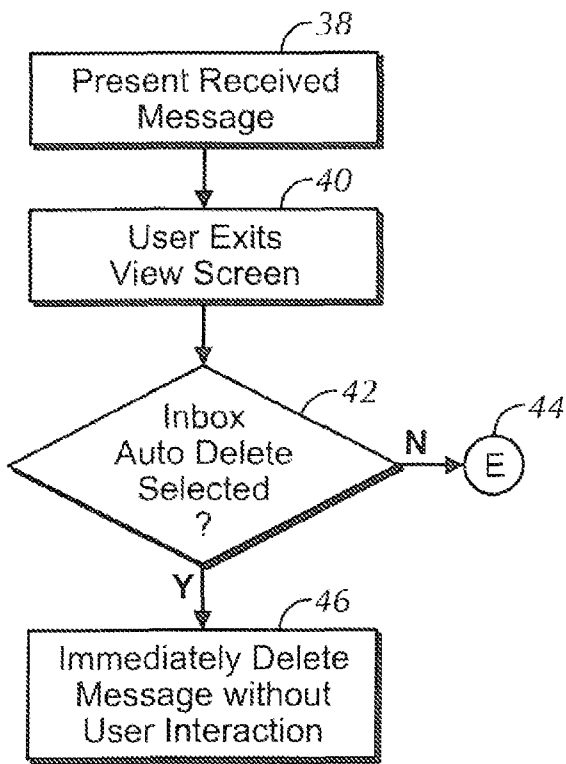 38
Present Received
Message
40
User Exits
View Screen
42
Inbox
Auto Delete
Selected
?
N
44
E
Y
46
Immediately Delete
Message without
User Interaction